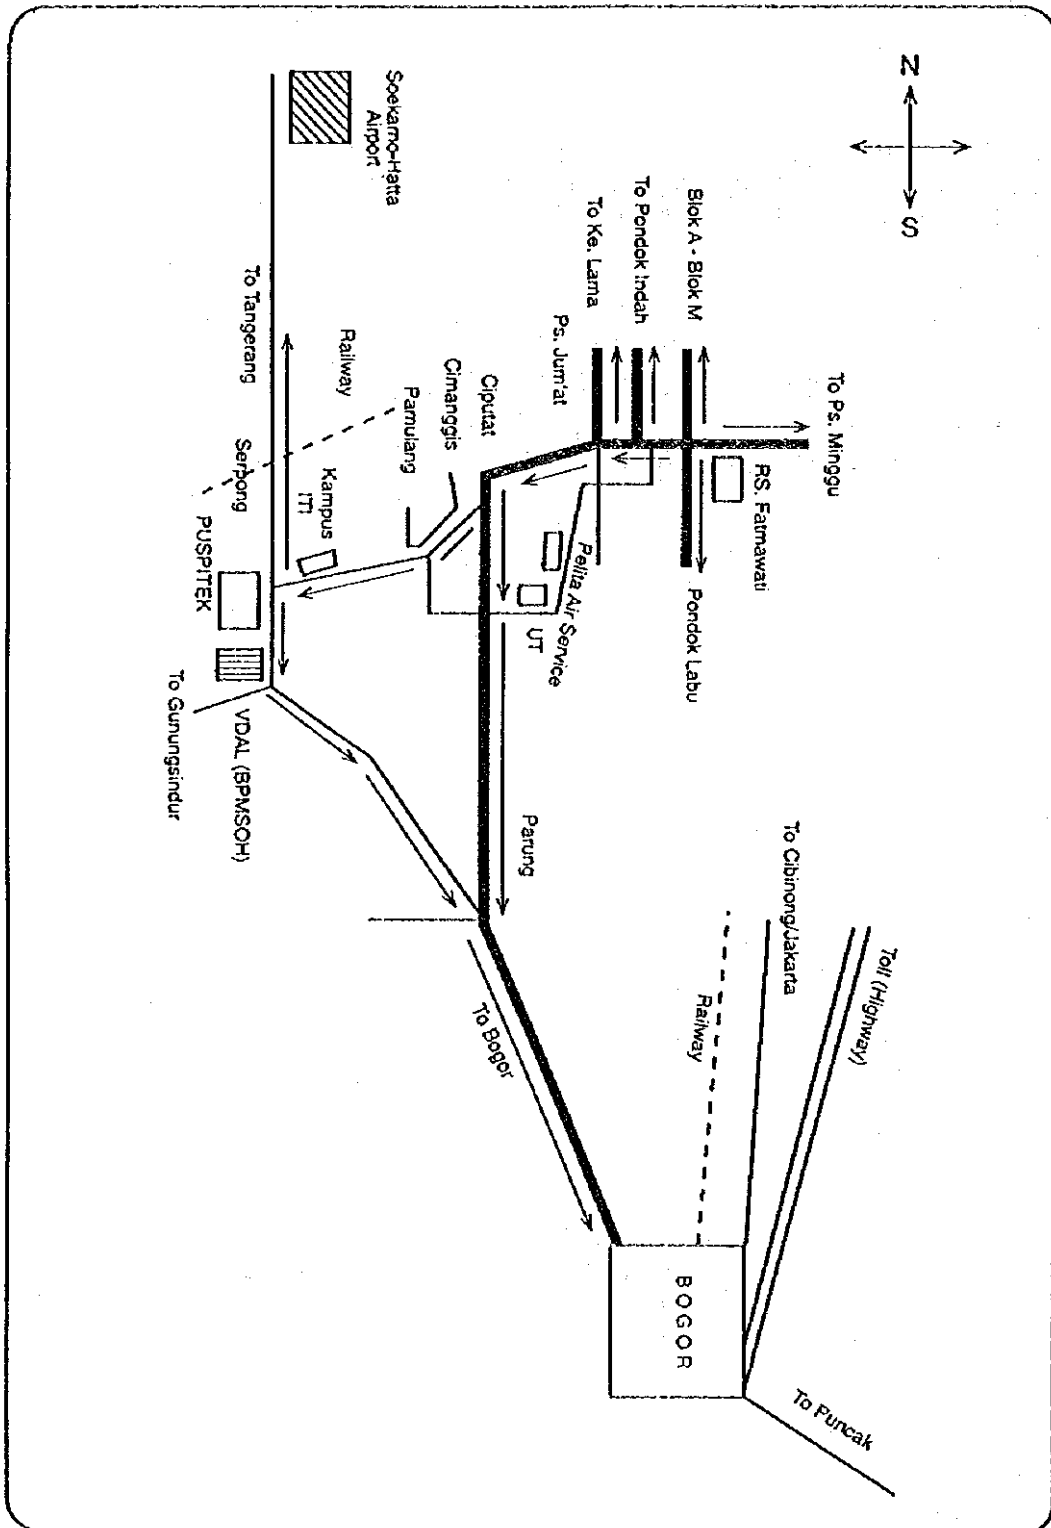 N
S
Soekarno-Hatta
Airport
To Tangerang
Railway
Serpong
Kampus
ITI
PUSPITEK
VDAL (BPMSOH)
To Gunungsindur
Pamulang
Cimanggis
Ciputat
Ps. Jum'at
To Ke. Lama
To Pondok Indah
Blok A - Blok M
To Ps. Minggu
RS. Fatmawati
Pondok Labu
Pelita Air Service
UT
Parung
To Bogor
To Cibinong/Jakarta
Railway
Toll (Highway)
BOGOR
To Puncak